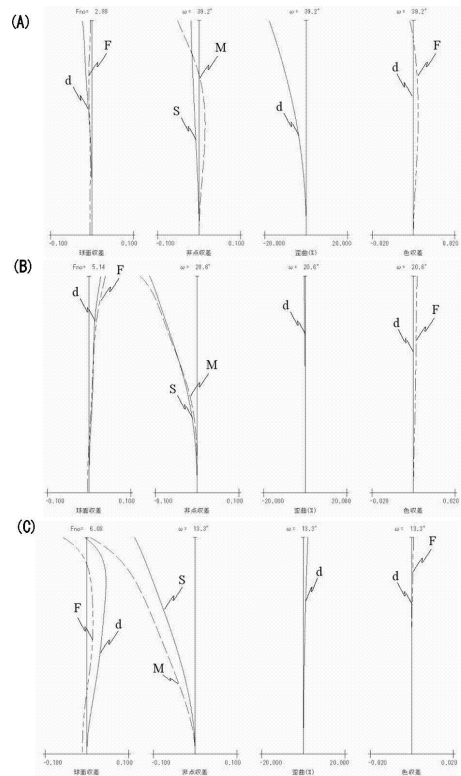 (A)
Fno= 2.88
ω= 39.2°
ω= 39.2°
ω= 39.2°
F
d
M
S
d
F
d
-0.100 0.100
-0.100 0.100
-20.000 20.000
-0.020 0.020
球面収差
非点収差
歪曲(%)
色収差
(B)
Fno= 5.14
ω= 20.6°
ω= 20.6°
ω= 20.6°
d
F
M
S
d
d
F
-0.100 0.100
-0.100 0.100
-20.000 20.000
-0.020 0.020
球面収差
非点収差
歪曲(%)
色収差
(C)
Fno= 6.08
ω= 13.3°
ω= 13.3°
ω= 13.3°
F
d
S
M
d
F
d
-0.100 0.100
-0.100 0.100
-20.000 20.000
-0.020 0.020
球面収差
非点収差
歪曲(%)
色収差